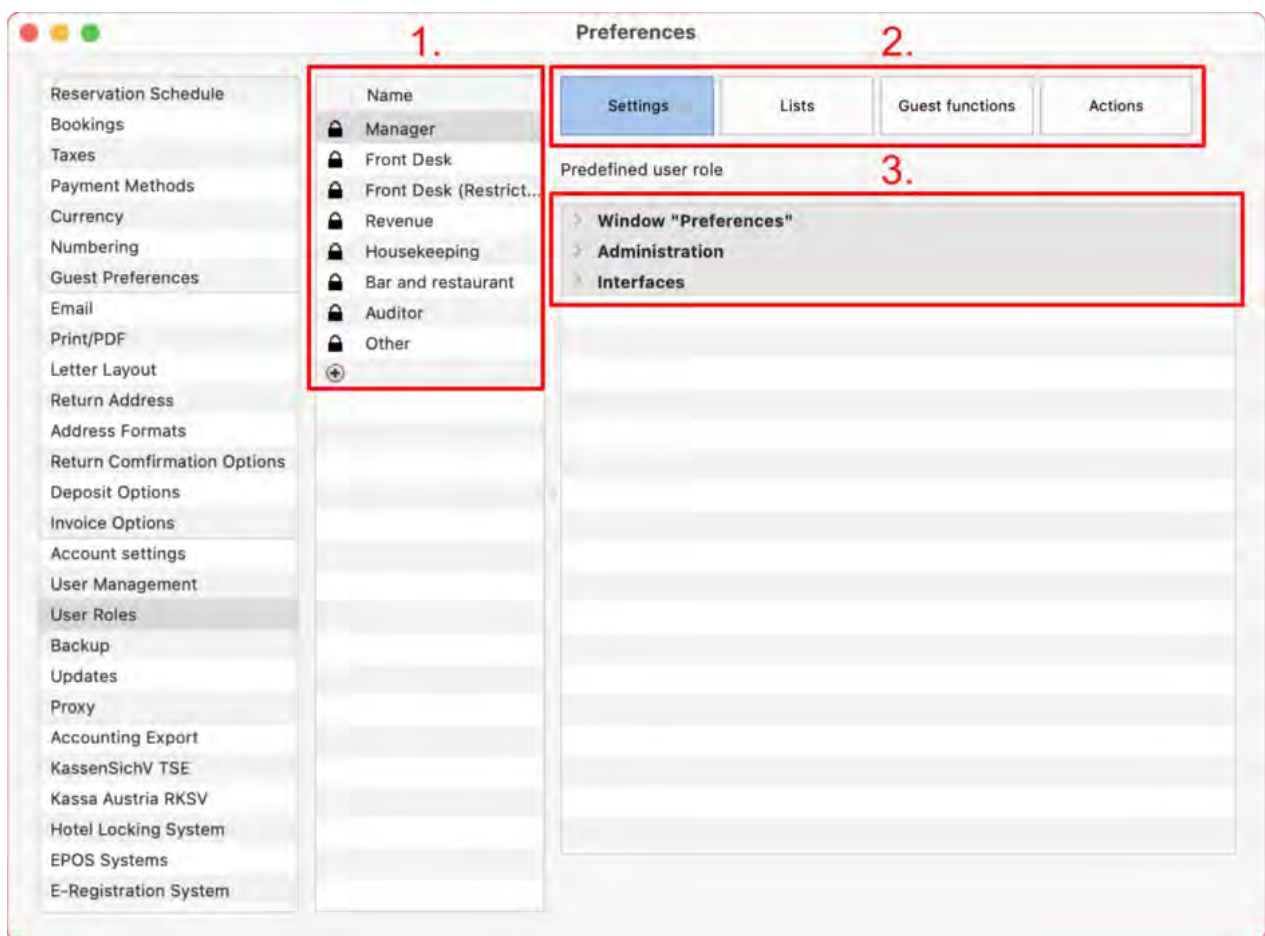 Preferences
1.
2.
Reservation Schedule
Bookings
Taxes
Payment Methods
Currency
Numbering
Guest Preferences
Email
Print/PDF
Letter Layout
Return Address
Address Formats
Return Comfirmation Options
Deposit Options
Invoice Options
Account settings
User Management
User Roles
Backup
Updates
Proxy
Accounting Export
KassenSichV TSE
Kassa Austria RKSV
Hotel Locking System
EPOS Systems
E-Registration System
Name
Manager
Front Desk
Front Desk (Restrict...
Revenue
Housekeeping
Bar and restaurant
Auditor
Other
Settings
Lists
Guest functions
Actions
Predefined user role
3.
Window "Preferences"
Administration
Interfaces